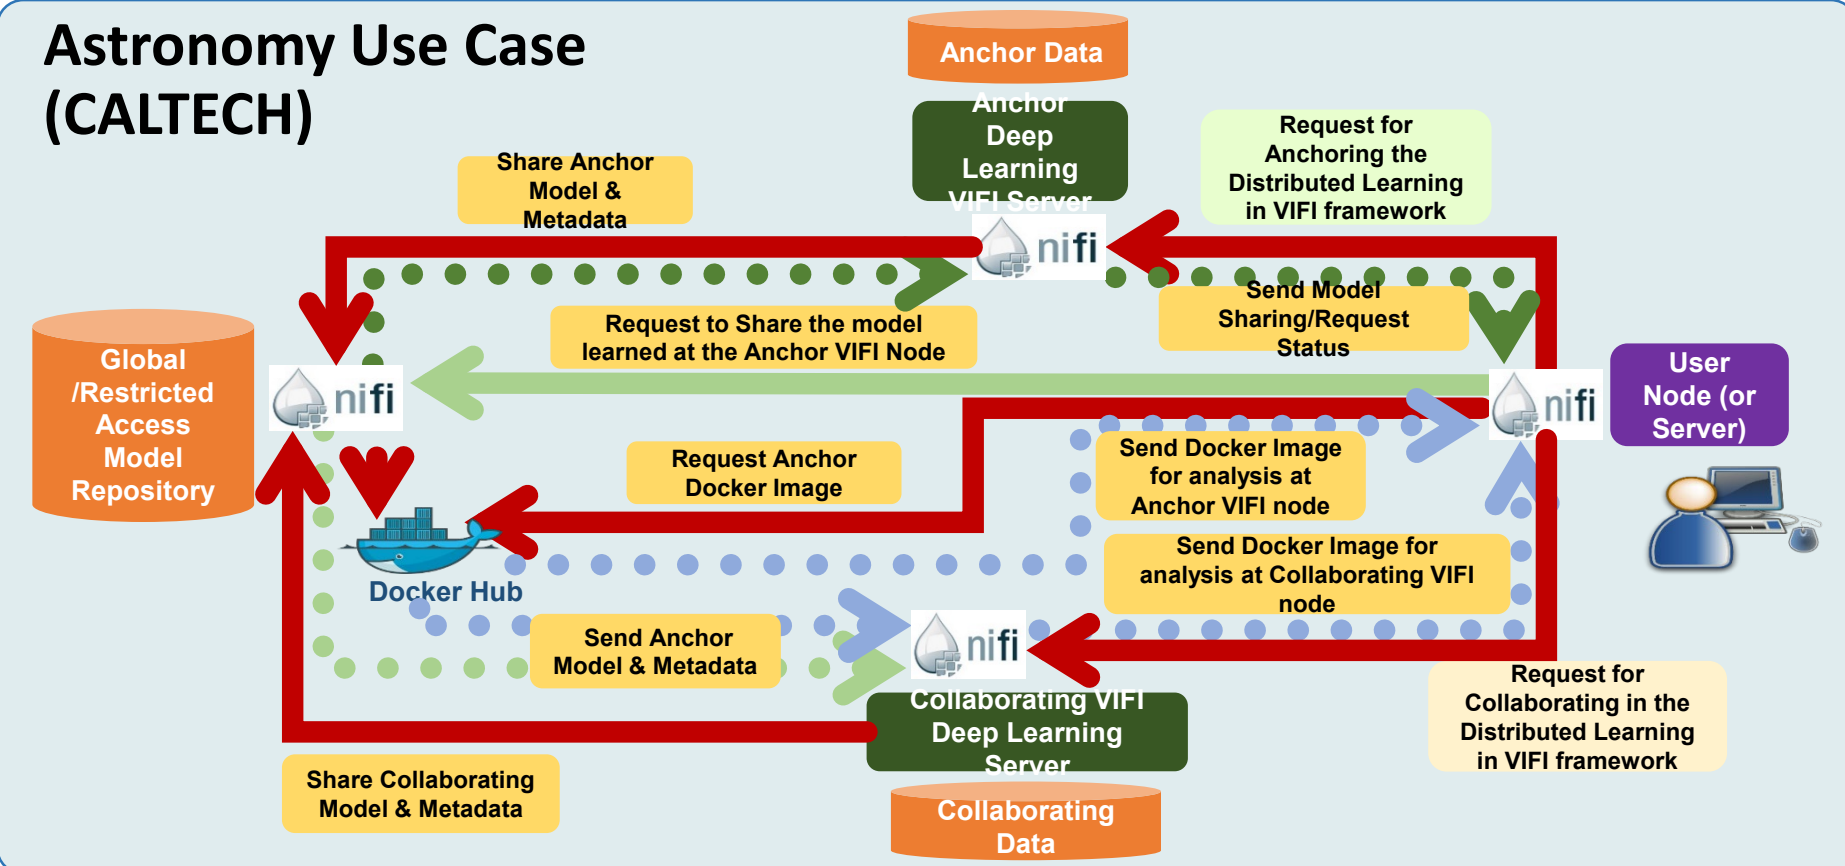 Astronomy Use Case
(CALTECH)
Anchor Data
Anchor
Deep
Learning
VIFI Server
Request for
Anchoring the
Distributed Learning
in VIFI framework
Share Anchor
Model &
Metadata
nifi
Send Model
Sharing/Request
Status
Request to Share the model
learned at the Anchor VIFI Node
Global
/Restricted
Access
Model
Repository
nifi
nifi
User
Node (or
Server)
Request Anchor
Docker Image
Send Docker Image
for analysis at
Anchor VIFI node
Docker Hub
Send Docker Image for
analysis at Collaborating VIFI
node
Send Anchor
Model & Metadata
nifi
Collaborating VIFI
Deep Learning
Server
Request for
Collaborating in the
Distributed Learning
in VIFI framework
Share Collaborating
Model & Metadata
Collaborating
Data